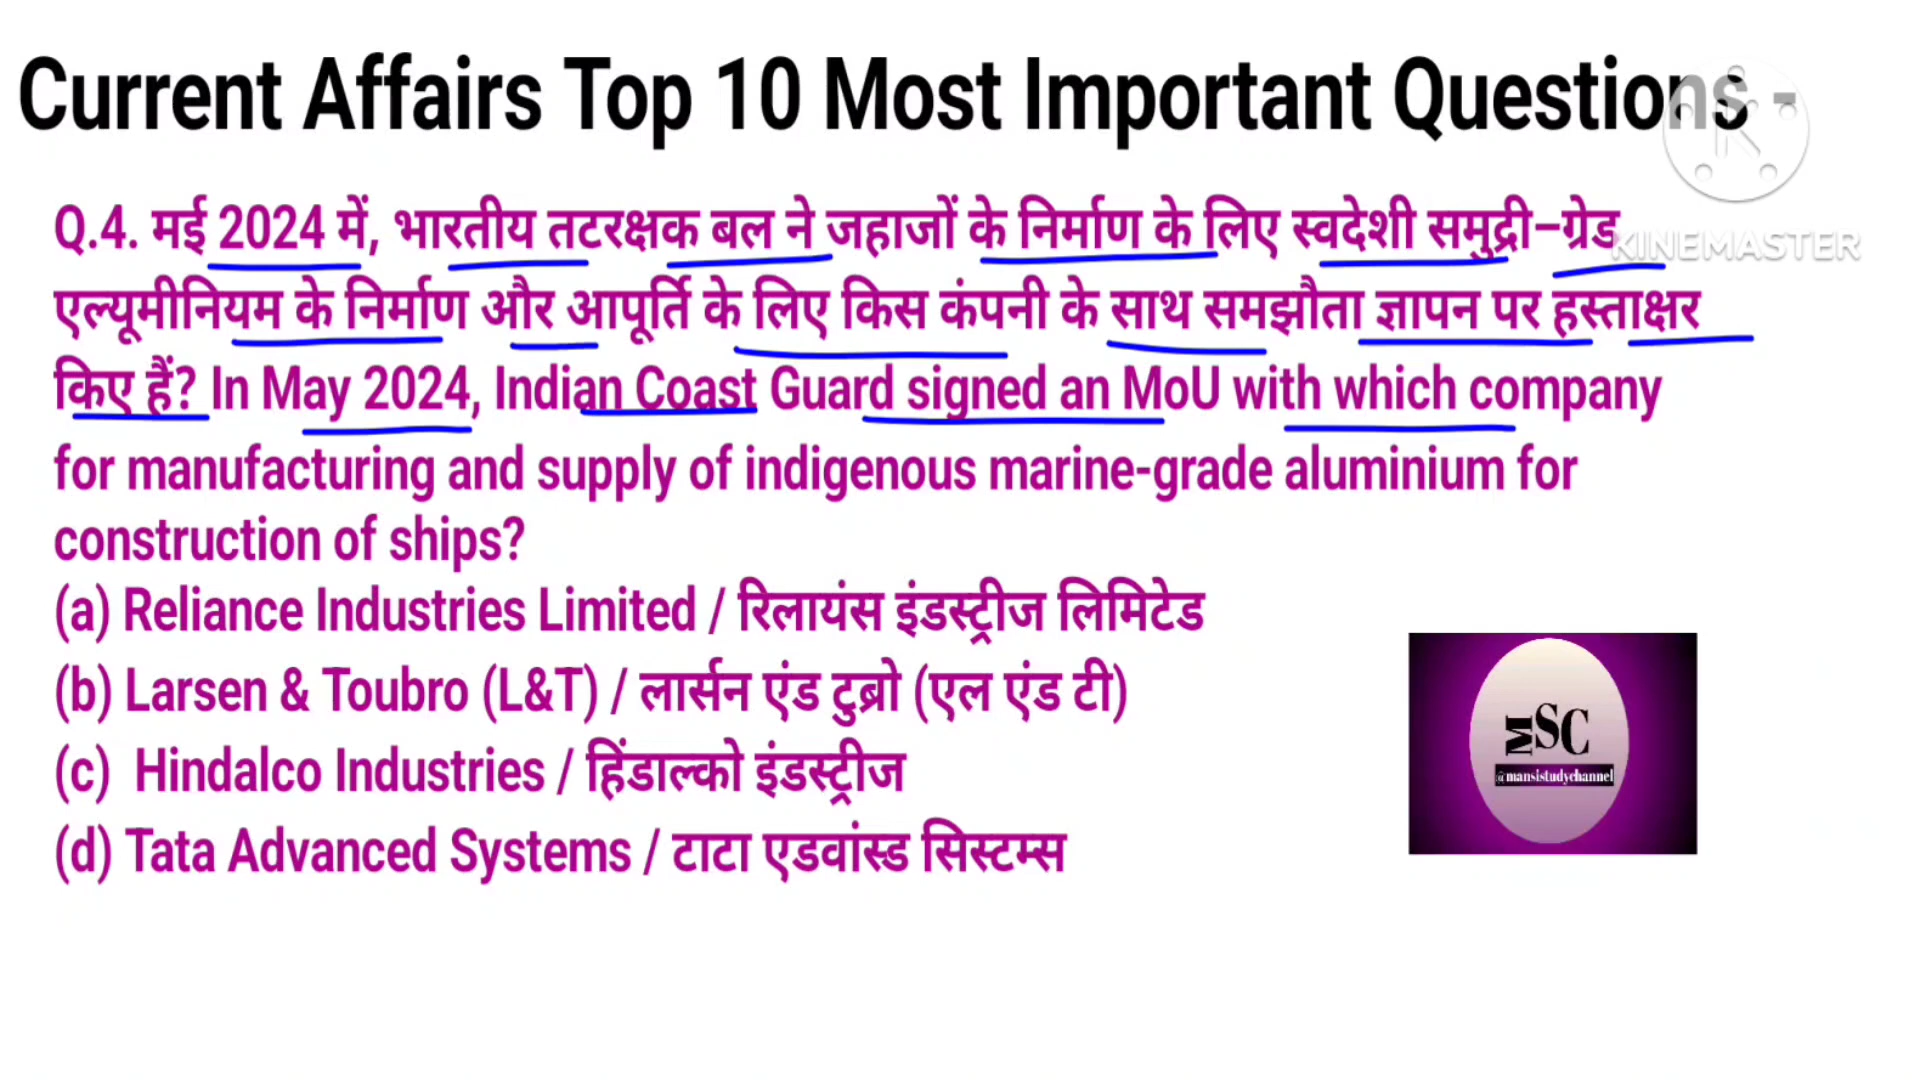 Current Affairs Top 10 Most Important Questions -
Q.4. मई 2024 में, भारतीय तटरक्षक बल ने जहाजों के निर्माण के लिए स्वदेशी समुद्री-ग्रेड
KINEMASTER
एल्यूमीनियम के निर्माण और आपूर्ति के लिए किस कंपनी के साथ समझौता ज्ञापन पर हस्ताक्षर
किए हैं? In May 2024, Indian Coast Guard signed an MoU with which company
for manufacturing and supply of indigenous marine-grade aluminium for
construction of ships?
(a) Reliance Industries Limited / रिलायंस इंडस्ट्रीज लिमिटेड
(b) Larsen & Toubro (L&T) / लार्सन एंड टुब्रो (एल एंड टी)
(c) Hindalco Industries / हिंडाल्को इंडस्ट्रीज
(d) Tata Advanced Systems / टाटा एडवांस्ड सिस्टम्स
MSC
@mansistudychannel